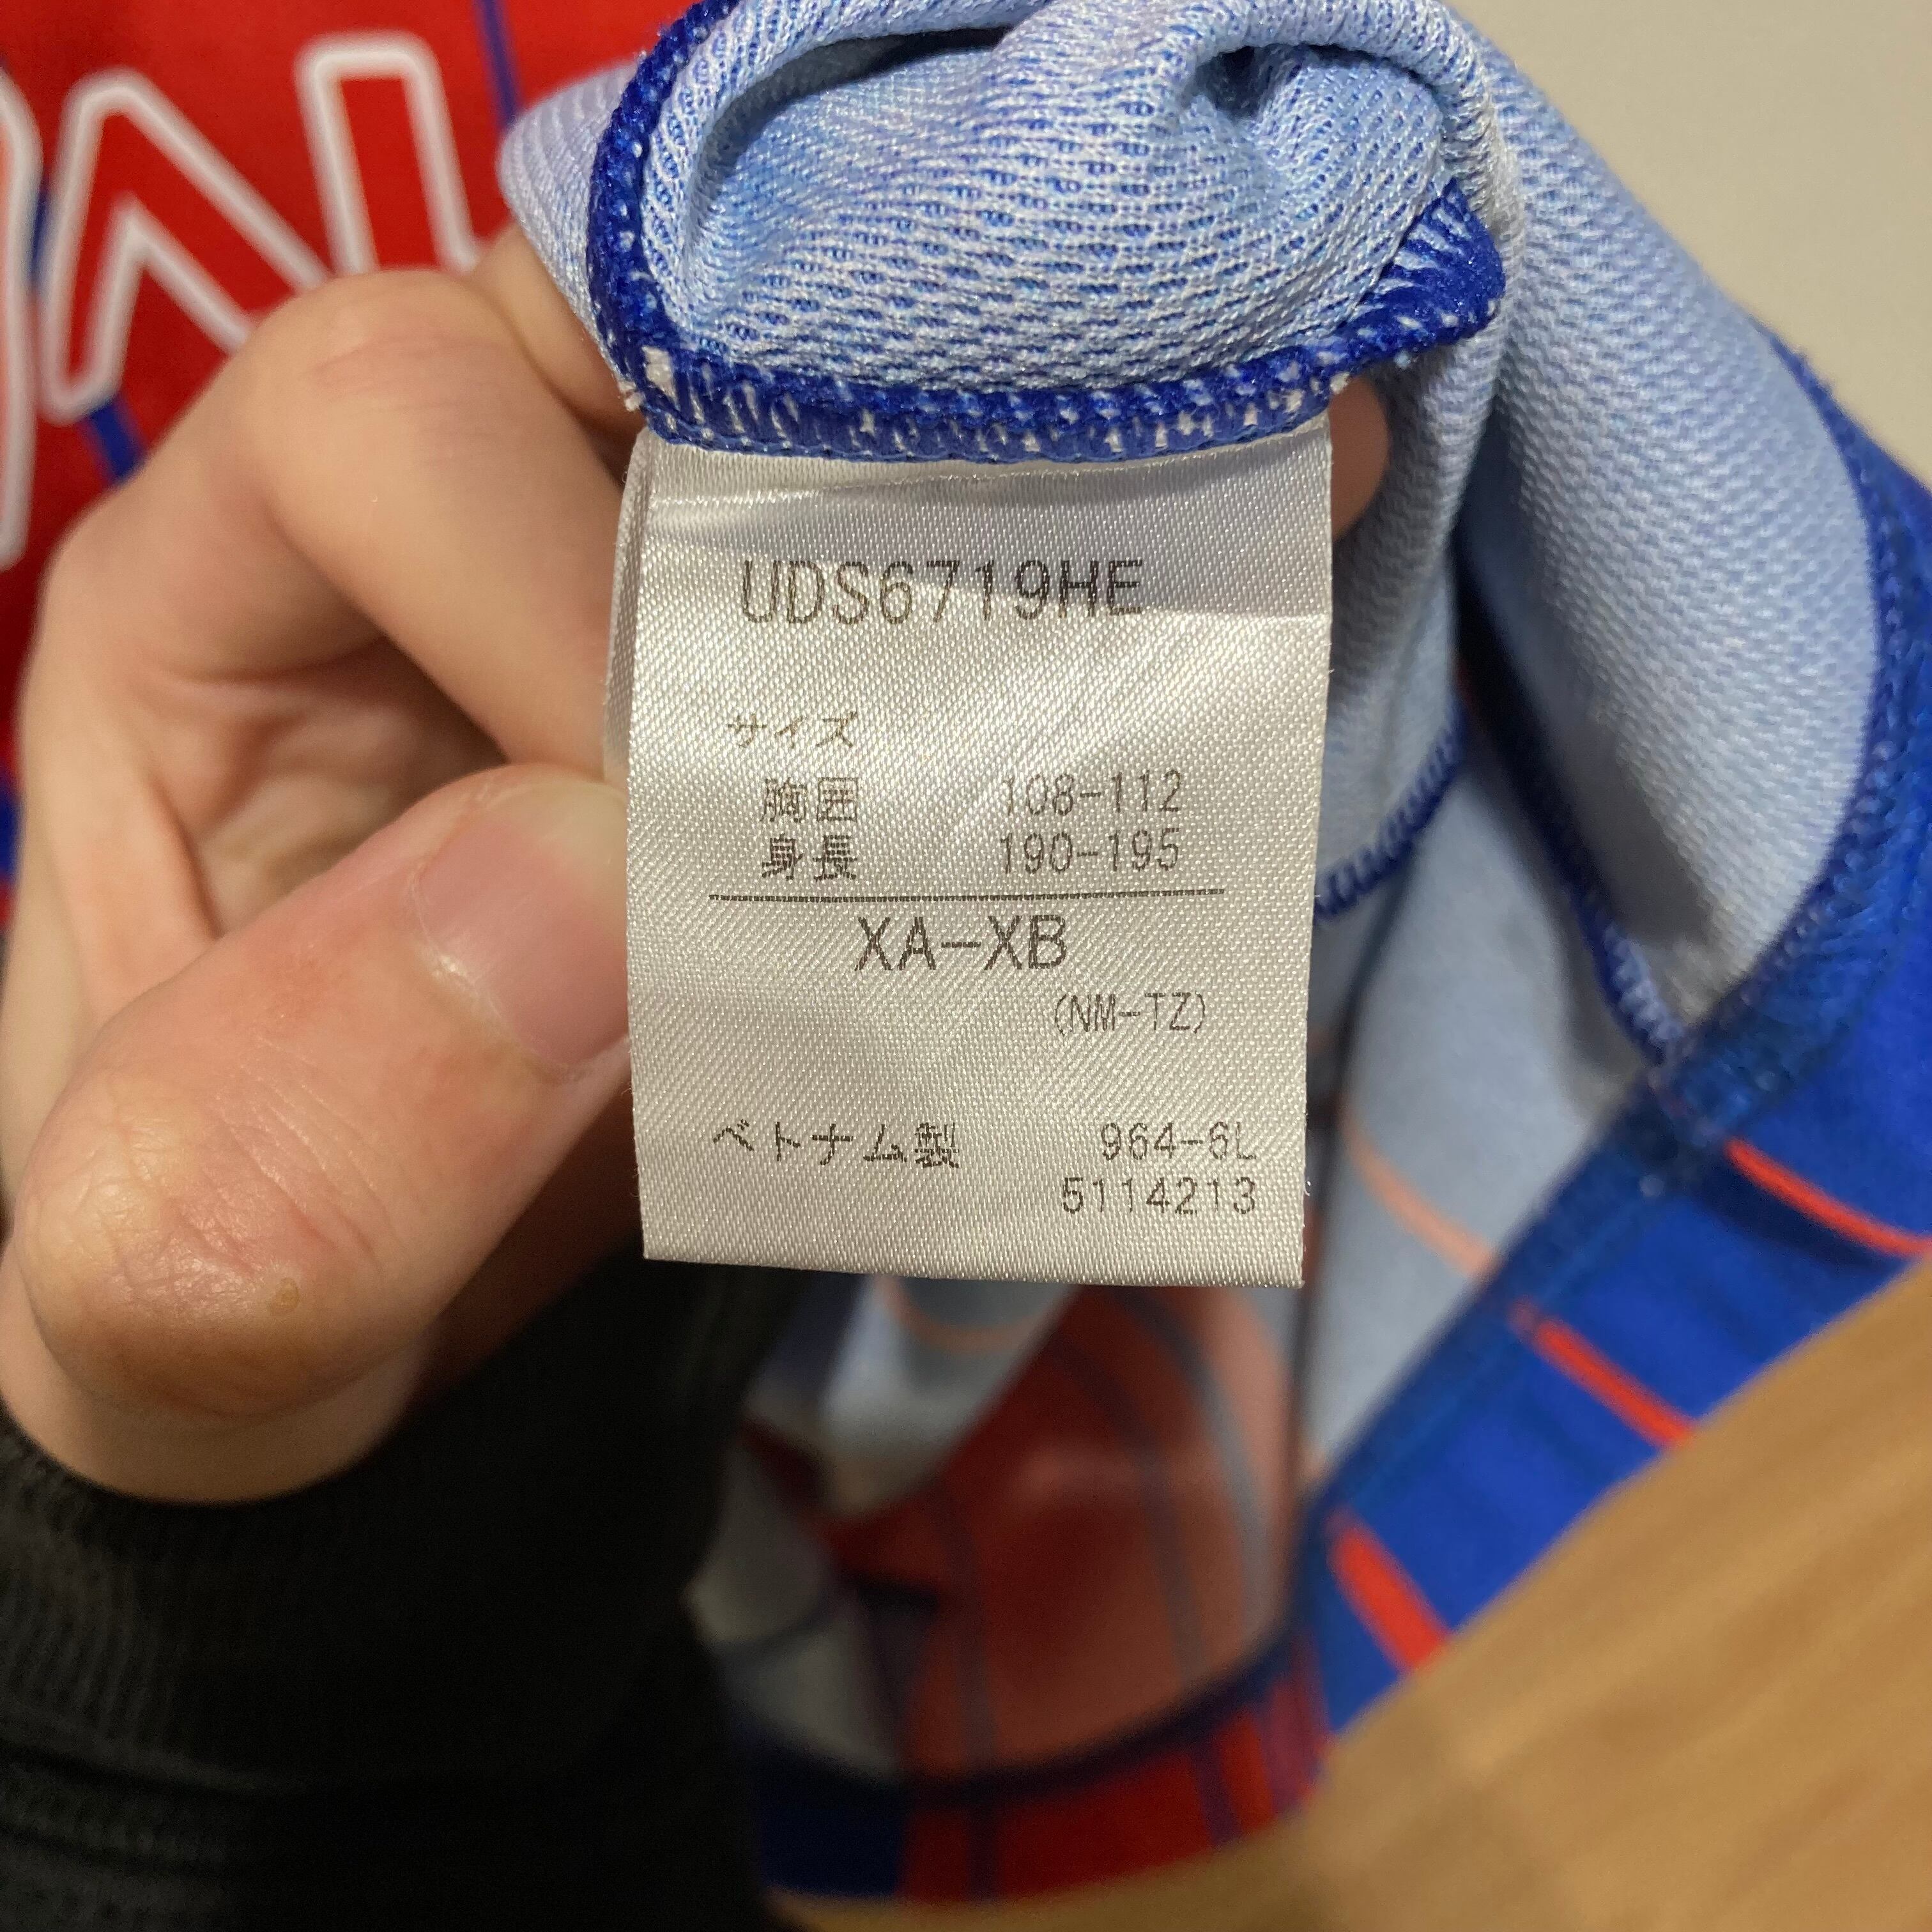 UDS6719HE
サイズ
胸囲 108-112
身長 190-195
XA-XB
(NM-TZ)
ベトナム製 964-6L
5114213